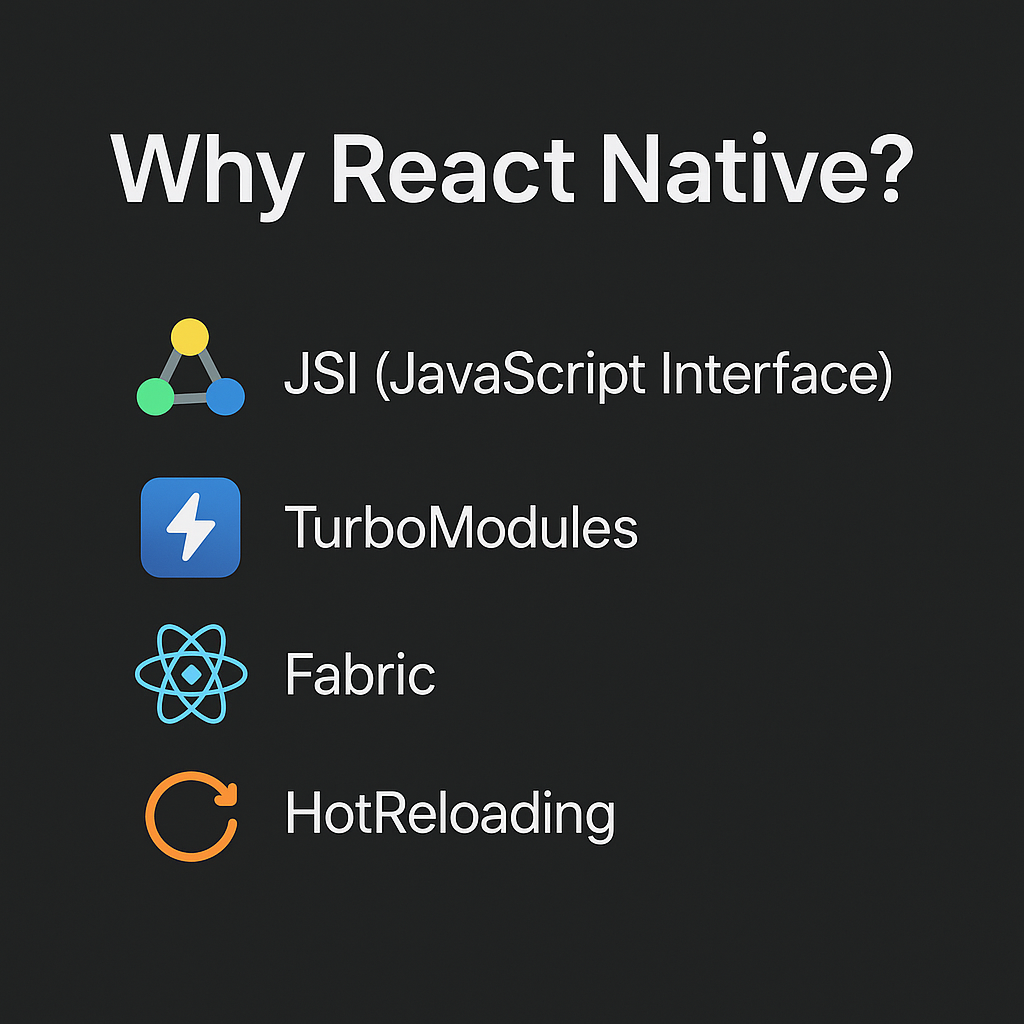 Why React Native?
JSI (JavaScript Interface)
TurboModules
Fabric
HotReloading